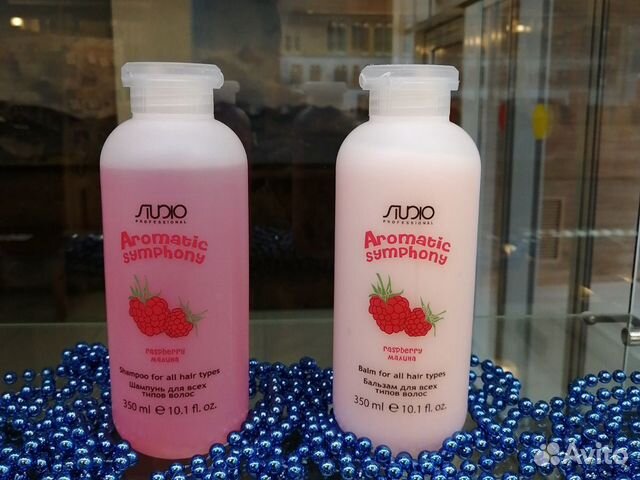 STUDIO
PROFESSIONAL
Aromatic
symphony
raspberry
малина
Shampoo for all hair types
Шампунь для всех
типов волос
350 ml e 10.1 fl. oz.
STUDIO
PROFESSIONAL
Aromatic
symphony
raspberry
малина
Balm for all hair types
Бальзам для всех
типов волос
350 ml e 10.1 fl. oz.
Avito